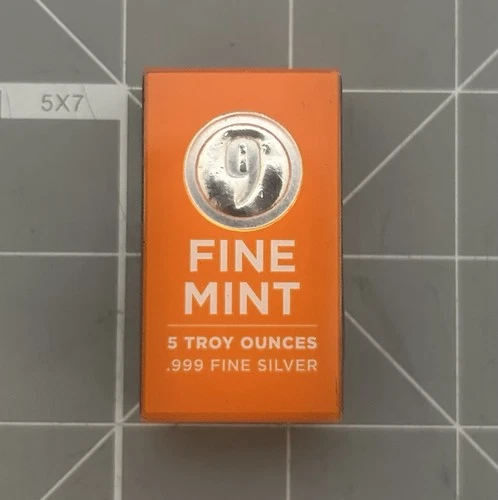 5X7
9
FINE
MINT
5 TROY OUNCES
.999 FINE SILVER